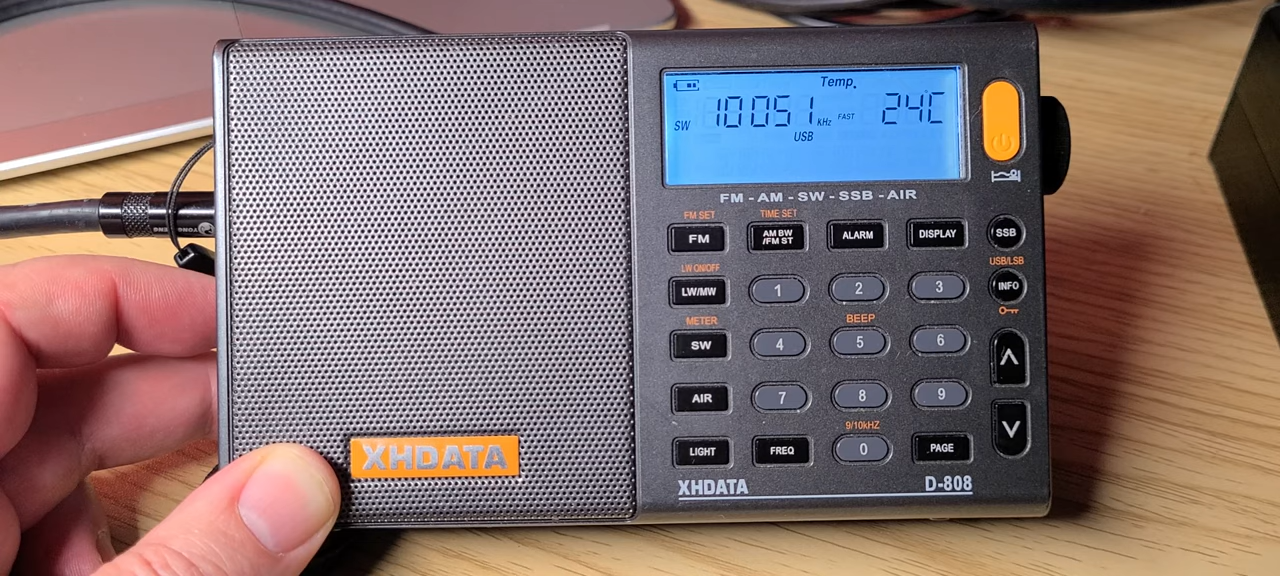 Temp.
SW 10051 kHz FAST 24C
USB
FM - AM - SW - SSB - AIR
FM SET TIME SET
FM AM BW /FM ST ALARM DISPLAY SSB
LW ON/OFF USB/LSB
LW/MW 1 2 3 INFO
METER BEEP
SW 4 5 6
AIR 7 8 9
9/10kHZ
LIGHT FREQ 0 PAGE
XHDATA
XHDATA D-808